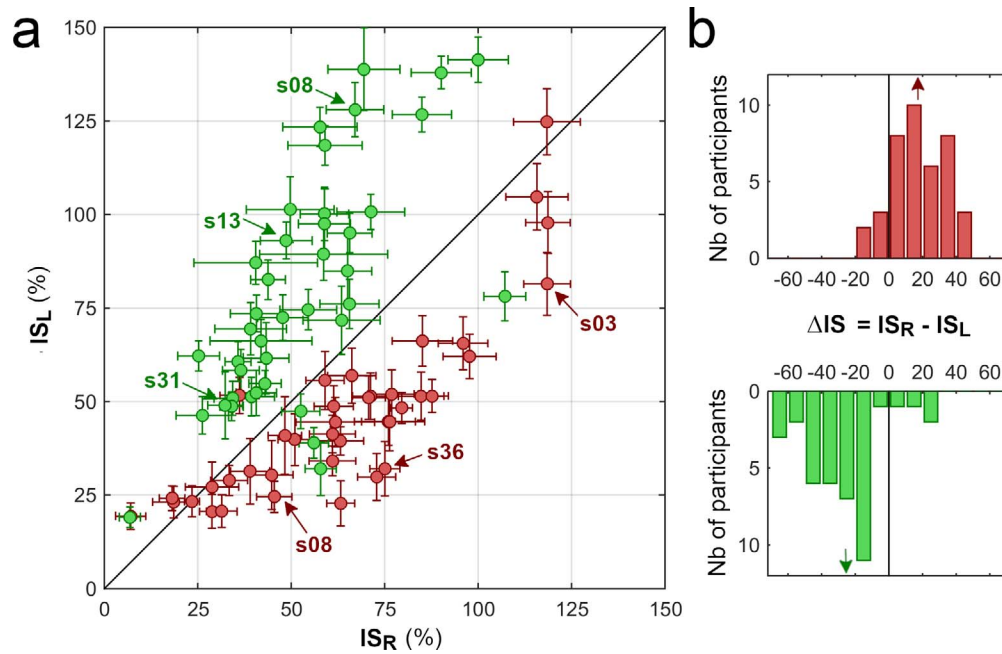 a
150
125
100
75
50
25
0
· ISL (%)
s08
s13
s31
s03
s36
s08
0 25 50 75 100 125 150
ISR (%)
b
Nb of participants
10
5
0
-60 -40 -20 0 20 40 60
ΔIS = ISR - ISL
-60 -40 -20 0 20 40 60
Nb of participants
0
5
10